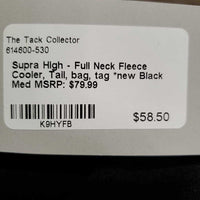 The Tack Collector
614600-530
Supra High - Full Neck Fleece
Cooler, Tail, bag, tag *new Black
Med MSRP: $79.99
K9HYFB
$58.50